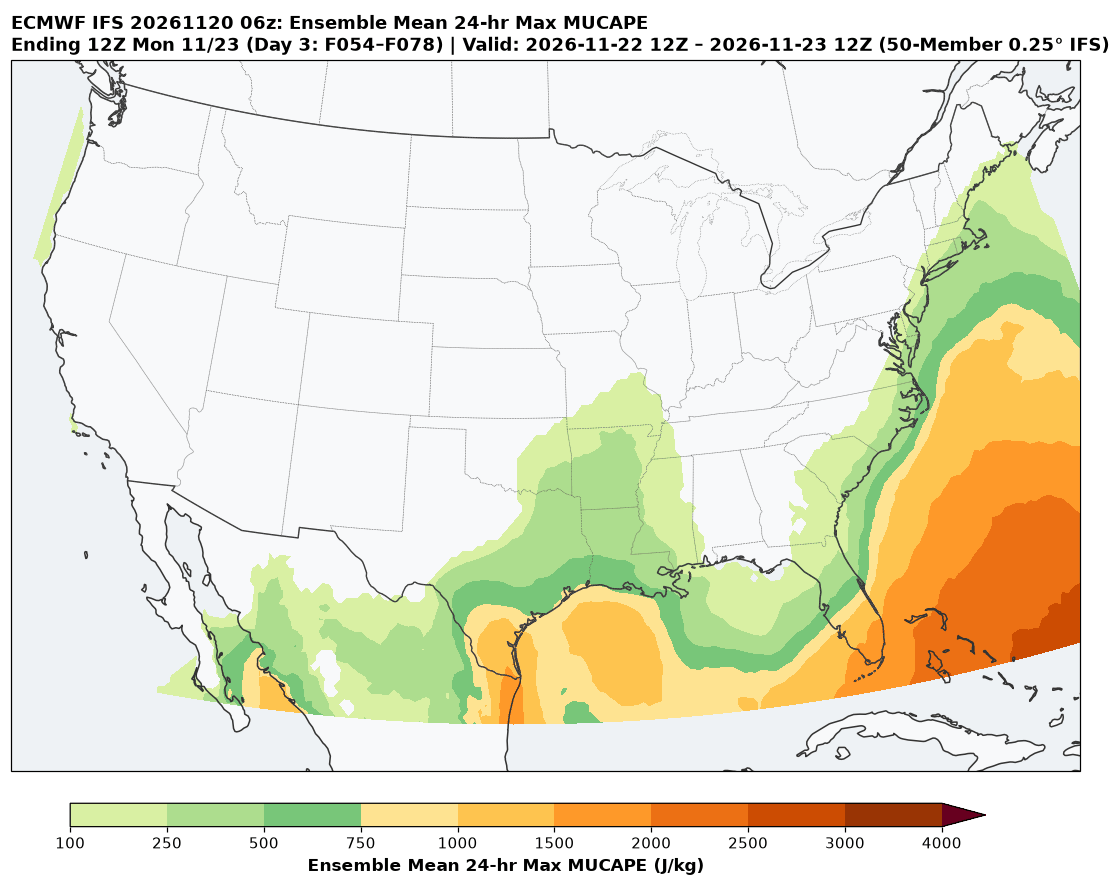 ECMWF IFS 20261120 06z: Ensemble Mean 24-hr Max MUCAPE
Ending 12Z Mon 11/23 (Day 3: F054–F078) | Valid: 2026-11-22 12Z – 2026-11-23 12Z (50-Member 0.25° IFS)
100 250 500 750 1000 1500 2000 2500 3000 4000
Ensemble Mean 24-hr Max MUCAPE (J/kg)